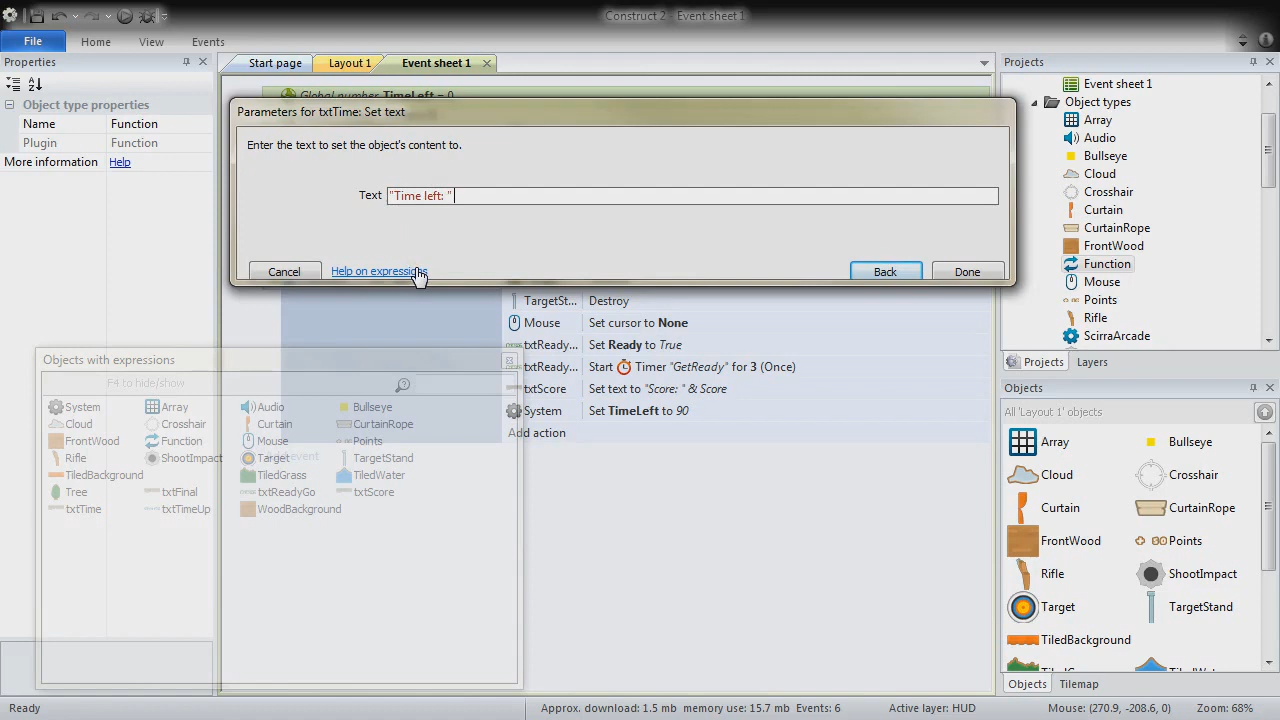 Construct 2 - Event sheet 1
File Home View Events
Properties
Start page Layout 1 Event sheet 1
Projects
Object type properties
Name Function
Plugin Function
More information Help
Global number TimeLeft = 0
Parameters for txtTime: Set text
Enter the text to set the object's content to.
Text "Time left: "
Cancel Help on expressions Back Done
TargetSt... Destroy
Mouse Set cursor to None
txtReady... Set Ready to True
txtReady... Start Timer "GetReady" for 3 (Once)
txtScore Set text to "Score: " & Score
System Set TimeLeft to 90
Add action
Add event
Objects with expressions
F4 to hide/show
System Array Audio Bullseye
Cloud Crosshair Curtain CurtainRope
FrontWood Function Mouse Points
Rifle ShootImpact Target TargetStand
TiledBackground TiledGrass TiledWater
Tree txtFinal txtReadyGo txtScore
txtTime txtTimeUp WoodBackground
Event sheet 1
Object types
Array
Audio
Bullseye
Cloud
Crosshair
Curtain
CurtainRope
FrontWood
Function
Mouse
Points
Rifle
ScirraArcade
Projects Layers
Objects
All 'Layout 1' objects
Array Bullseye
Cloud Crosshair
Curtain CurtainRope
FrontWood Points
Rifle ShootImpact
Target TargetStand
TiledBackground
Objects Tilemap
Ready Approx. download: 1.5 mb memory use: 15.7 mb Events: 6 Active layer: HUD Mouse: (270.9, -208.6, 0) Zoom: 68%